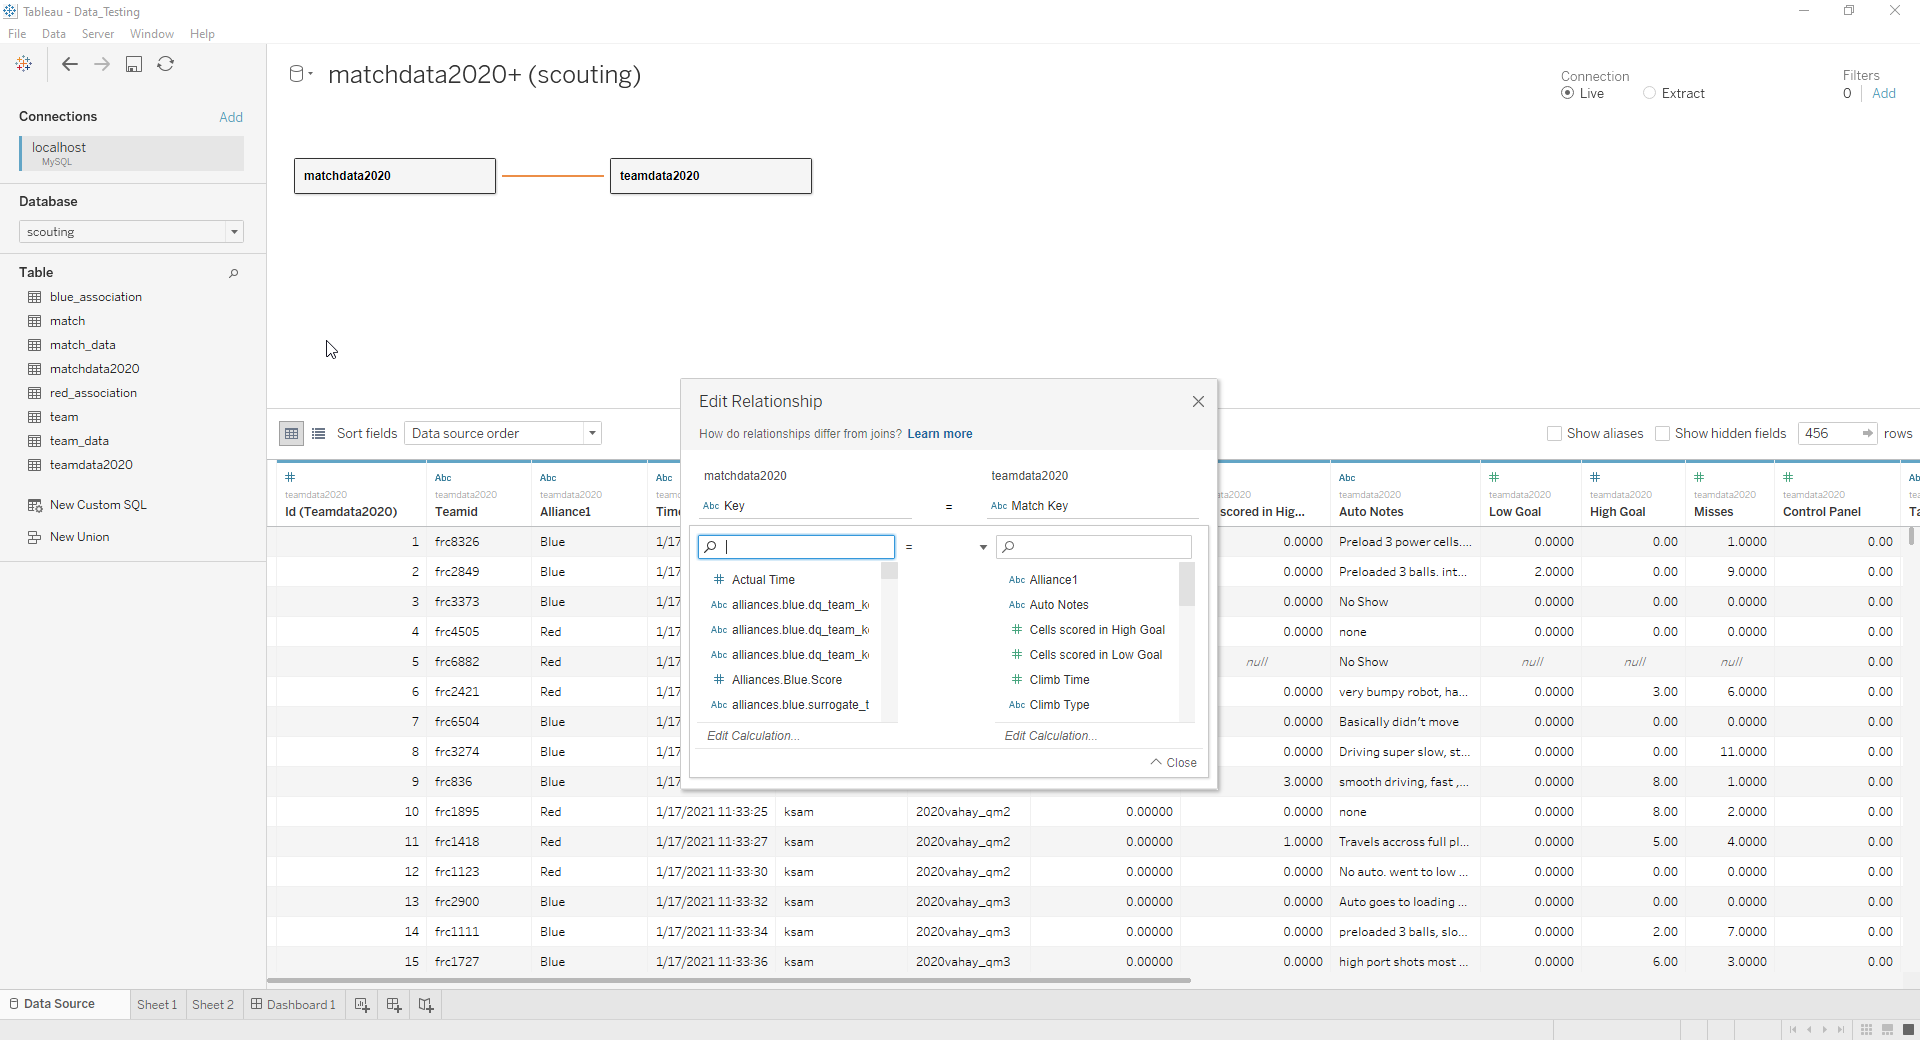 Tableau - Data_Testing
File Data Server Window Help
matchdata2020+ (scouting)
Connection
Live Extract
Filters
0 Add
Connections Add
localhost
MySQL
Database
scouting
Table
blue_association
match
match_data
matchdata2020
red_association
team
team_data
teamdata2020
New Custom SQL
New Union
matchdata2020 teamdata2020
Sort fields Data source order
Show aliases Show hidden fields 456 rows
Edit Relationship
How do relationships differ from joins? Learn more
matchdata2020 teamdata2020
Abc Key = Abc Match Key
=
# Actual Time
Abc alliances.blue.dq_team_k
Abc alliances.blue.dq_team_k
Abc alliances.blue.dq_team_k
# Alliances.Blue.Score
Abc alliances.blue.surrogate_t
Edit Calculation...
Abc Alliance1
Abc Auto Notes
# Cells scored in High Goal
# Cells scored in Low Goal
# Climb Time
Abc Climb Type
Edit Calculation...
Close
# Abc Abc Abc Abc # # # # Ab
teamdata2020 teamdata2020 teamdata2020 team ata2020 teamdata2020 teamdata2020 teamdata2020 teamdata2020 teamdata2020 tea
Id (Teamdata2020) Teamid Alliance1 Time scored in Hig... Auto Notes Low Goal High Goal Misses Control Panel Ta
1 frc8326 Blue 1/17 0.0000 Preload 3 power cells.... 0.0000 0.00 1.0000 0.00
2 frc2849 Blue 1/17 0.0000 Preloaded 3 balls. int... 2.0000 0.00 9.0000 0.00
3 frc3373 Blue 1/17 0.0000 No Show 0.0000 0.00 0.0000 0.00
4 frc4505 Red 1/17 0.0000 none 0.0000 0.00 0.0000 0.00
5 frc6882 Red 1/17 null No Show null null null 0.00
6 frc2421 Red 1/17 0.0000 very bumpy robot, ha... 0.0000 3.00 6.0000 0.00
7 frc6504 Blue 1/17 0.0000 Basically didn't move 0.0000 0.00 0.0000 0.00
8 frc3274 Blue 1/17 0.0000 Driving super slow, st... 0.0000 0.00 11.0000 0.00
9 frc836 Blue 1/17 3.0000 smooth driving, fast ,... 0.0000 8.00 1.0000 0.00
10 frc1895 Red 1/17/2021 11:33:25 ksam 2020vahay_qm2 0.00000 0.0000 none 0.0000 8.00 2.0000 0.00
11 frc1418 Red 1/17/2021 11:33:27 ksam 2020vahay_qm2 0.00000 1.0000 Travels accross full pl... 0.0000 5.00 4.0000 0.00
12 frc1123 Red 1/17/2021 11:33:30 ksam 2020vahay_qm2 0.00000 0.0000 No auto. went to low ... 0.0000 0.00 0.0000 0.00
13 frc2900 Blue 1/17/2021 11:33:32 ksam 2020vahay_qm3 0.00000 0.0000 Auto goes to loading ... 0.0000 0.00 0.0000 0.00
14 frc1111 Blue 1/17/2021 11:33:34 ksam 2020vahay_qm3 0.00000 0.0000 preloaded 3 balls, slo... 0.0000 2.00 7.0000 0.00
15 frc1727 Blue 1/17/2021 11:33:36 ksam 2020vahay_qm3 0.00000 0.0000 high port shots most ... 0.0000 6.00 3.0000 0.00
Data Source Sheet 1 Sheet 2 Dashboard 1